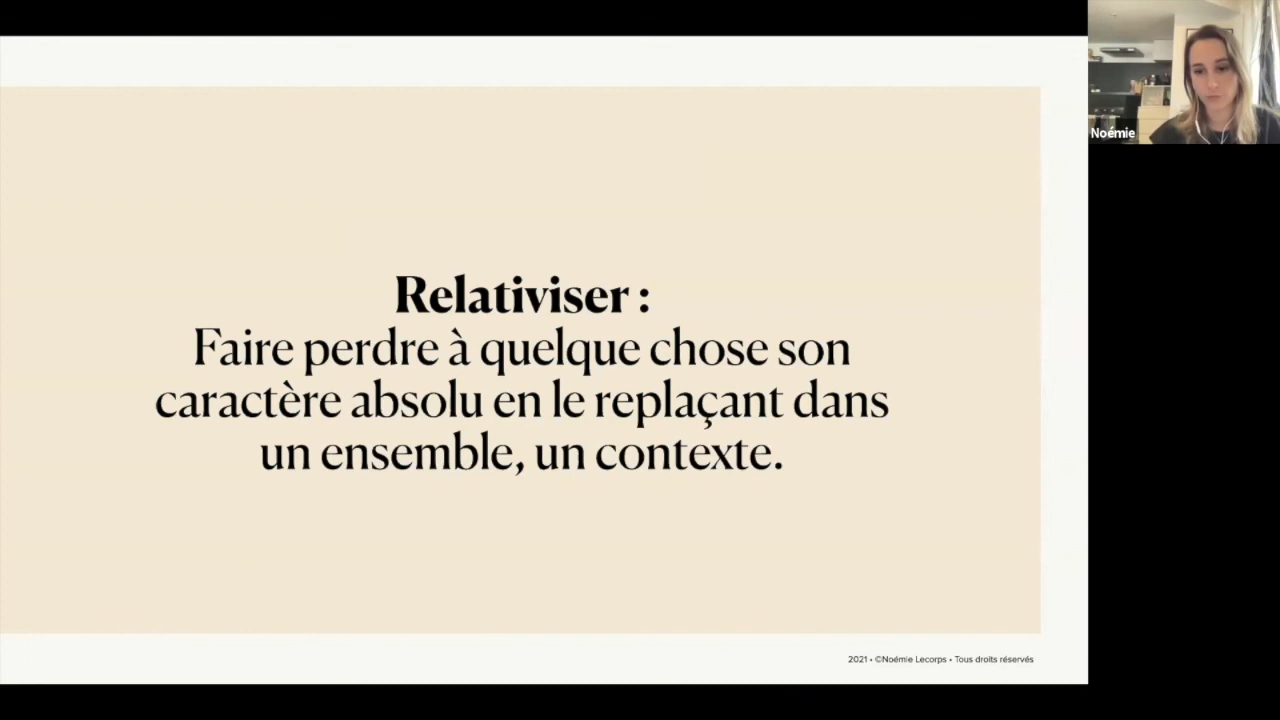 Noémie
Relativiser :
Faire perdre à quelque chose son
caractère absolu en le replaçant dans
un ensemble, un contexte.
2021 • ©Noémie Lecorps • Tous droits réservés